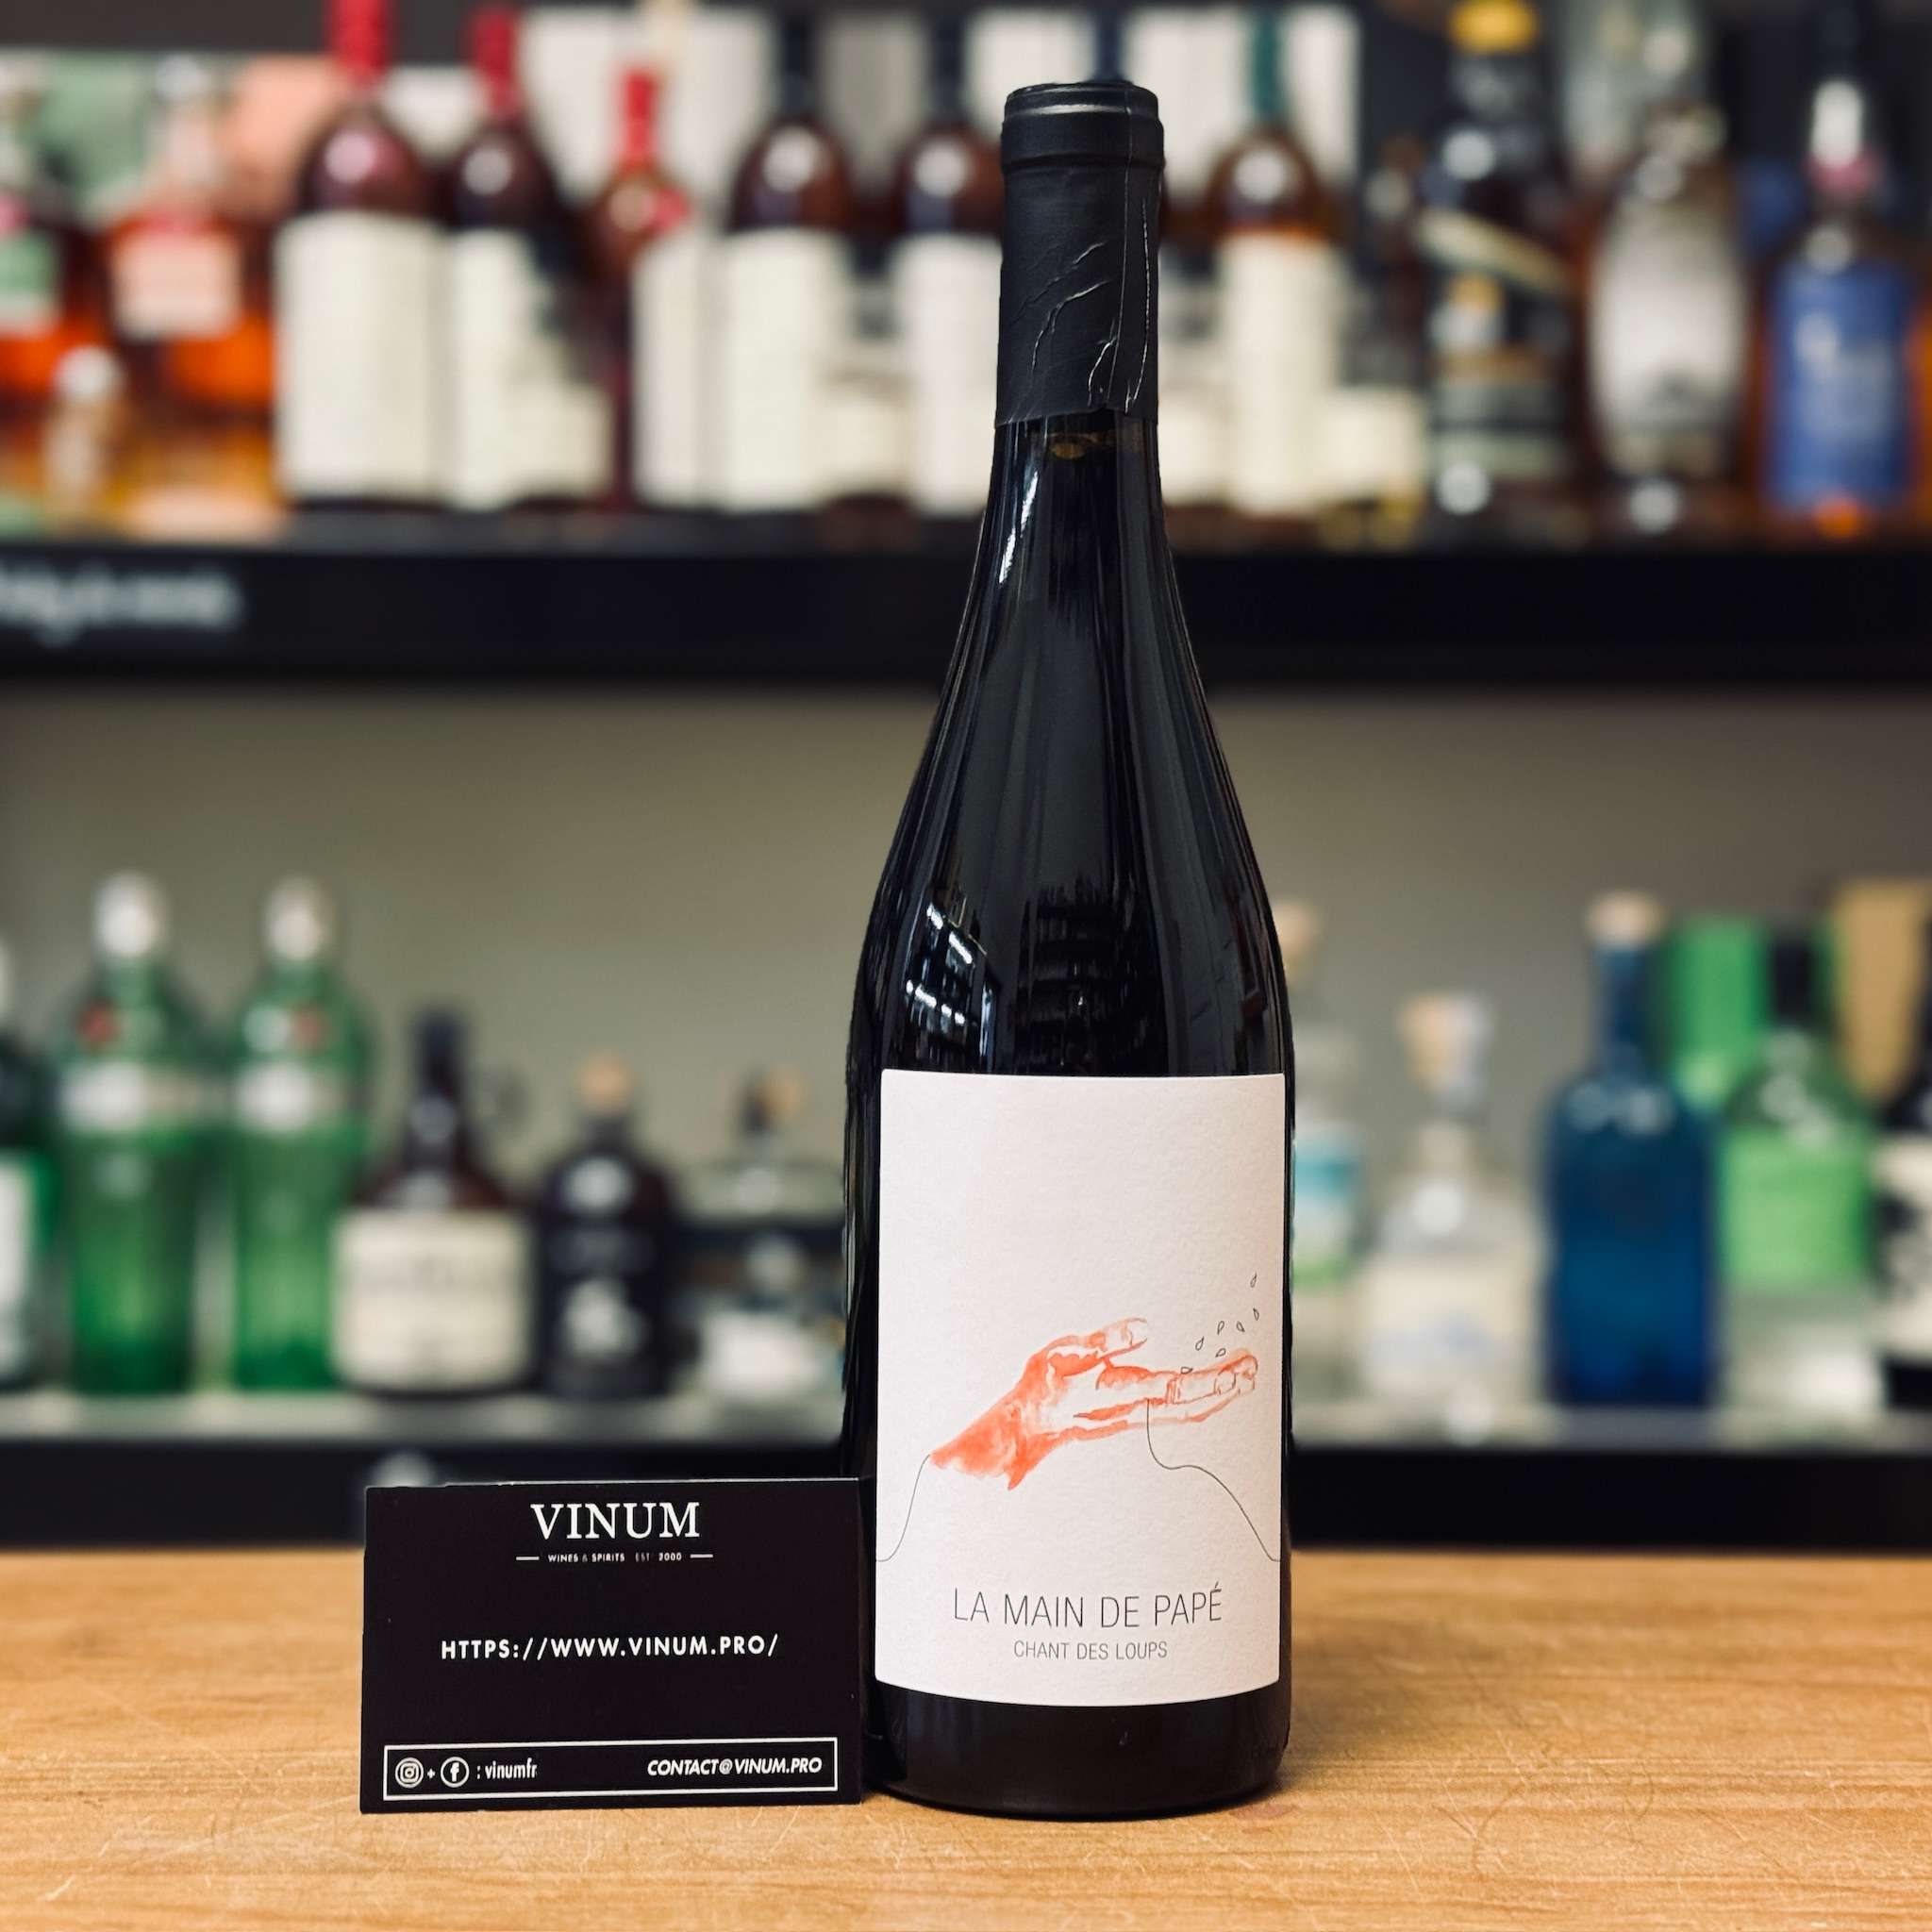 VINUM
WINES & SPIRITS EST 2000
HTTPS://WWW.VINUM.PRO/
+ : vinumfr
CONTACT@VINUM.PRO
LA MAIN DE PAPÉ
CHANT DES LOUPS